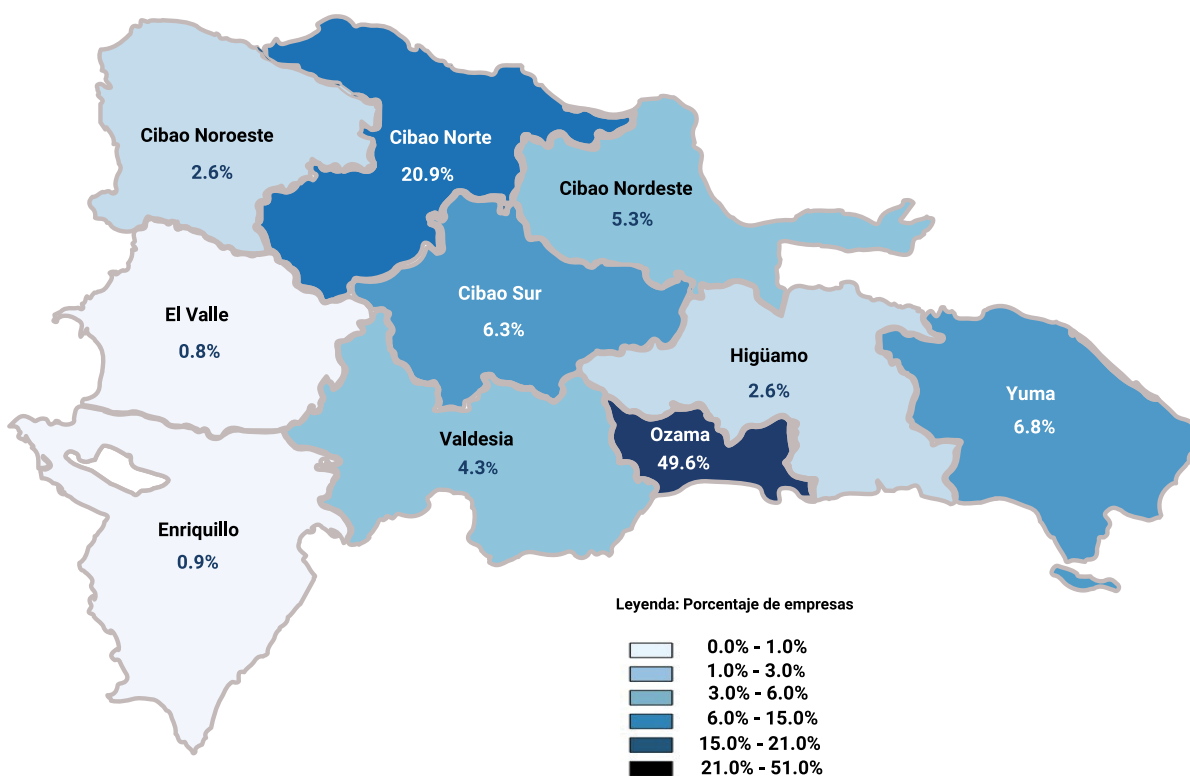 Cibao Noroeste
2.6%
Cibao Norte
20.9%
Cibao Nordeste
5.3%
El Valle
0.8%
Cibao Sur
6.3%
Higüamo
2.6%
Yuma
6.8%
Valdesia
4.3%
Ozama
49.6%
Enriquillo
0.9%
Leyenda: Porcentaje de empresas
0.0% - 1.0%
1.0% - 3.0%
3.0% - 6.0%
6.0% - 15.0%
15.0% - 21.0%
21.0% - 51.0%